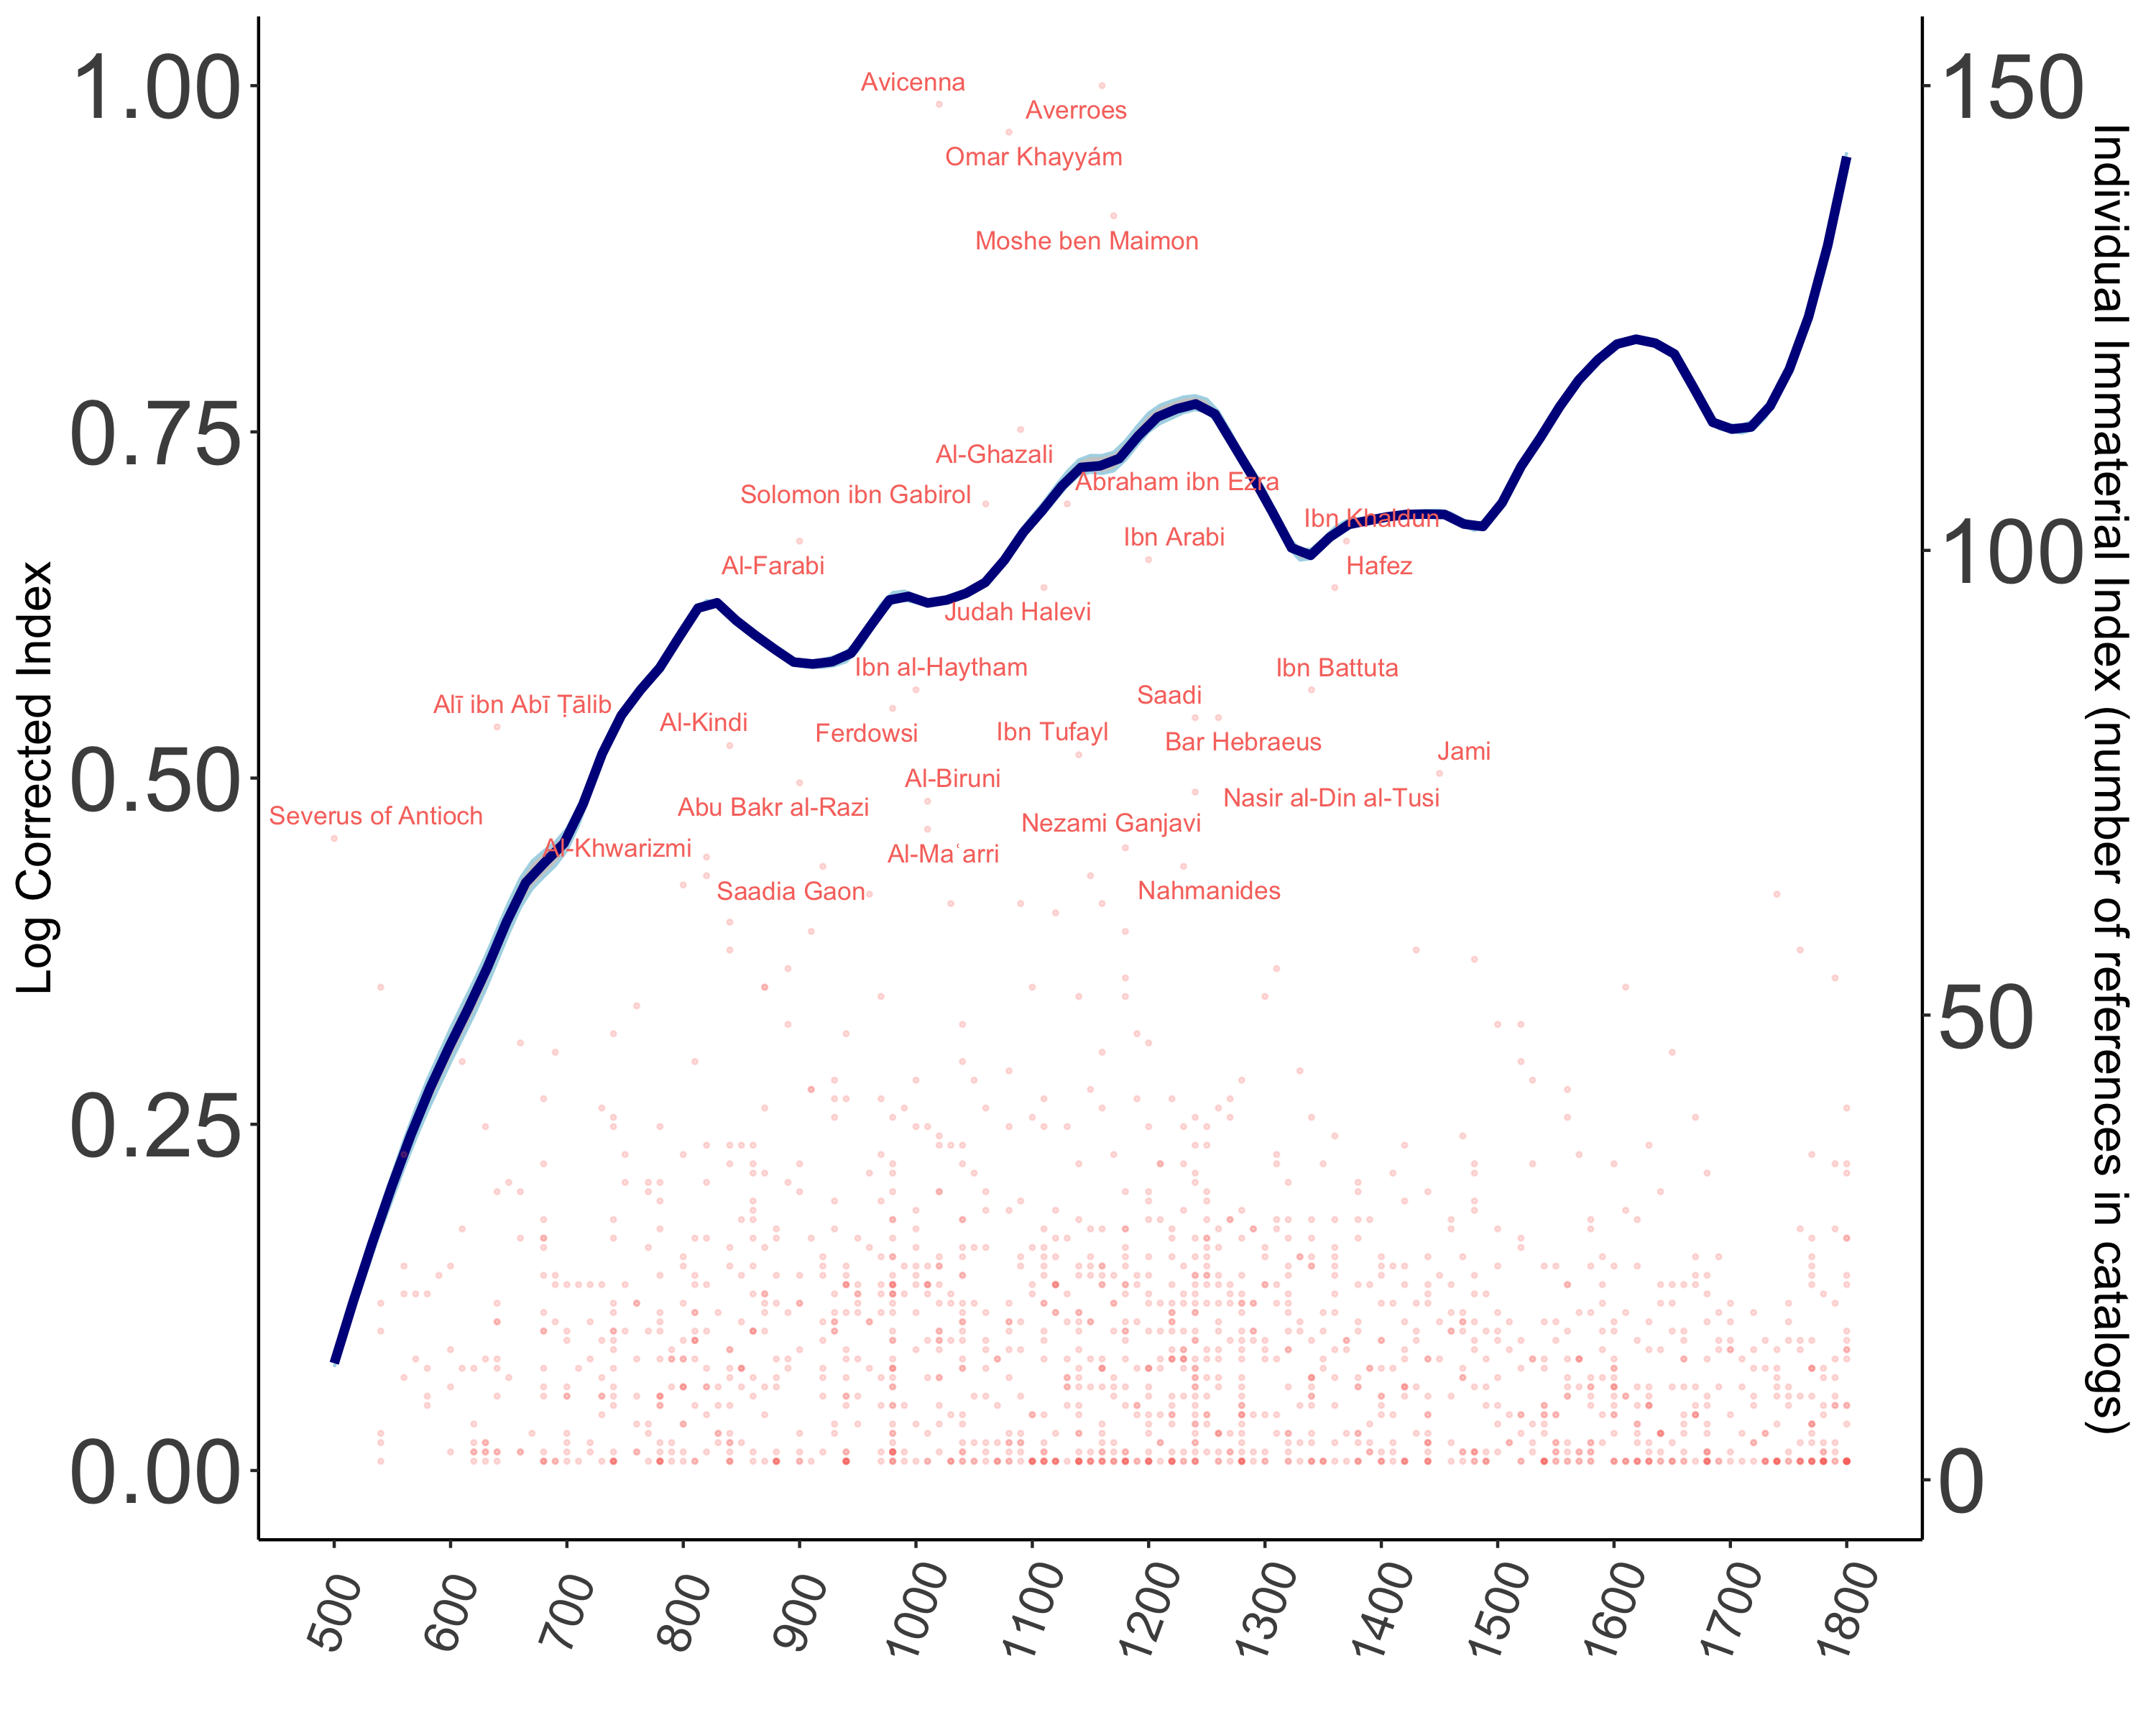 Log Corrected Index
1.00
0.75
0.50
0.25
0.00
Avicenna
Averroes
Omar Khayyám
Moshe ben Maimon
Al-Ghazali
Abraham ibn Ezra
Solomon ibn Gabirol
Ibn Khaldun
Ibn Arabi
Al-Farabi
Hafez
Judah Halevi
Ibn al-Haytham
Ibn Battuta
Saadi
Alī ibn Abī Ṭālib
Al-Kindi
Ferdowsi
Ibn Tufayl
Bar Hebraeus
Jami
Al-Biruni
Nasir al-Din al-Tusi
Abu Bakr al-Razi
Severus of Antioch
Nezami Ganjavi
Al-Khwarizmi
Al-Maʿarri
Saadia Gaon
Nahmanides
150
100
50
0
Individual Immaterial Index (number of references in catalogs)
500
600
700
800
900
1000
1100
1200
1300
1400
1500
1600
1700
1800